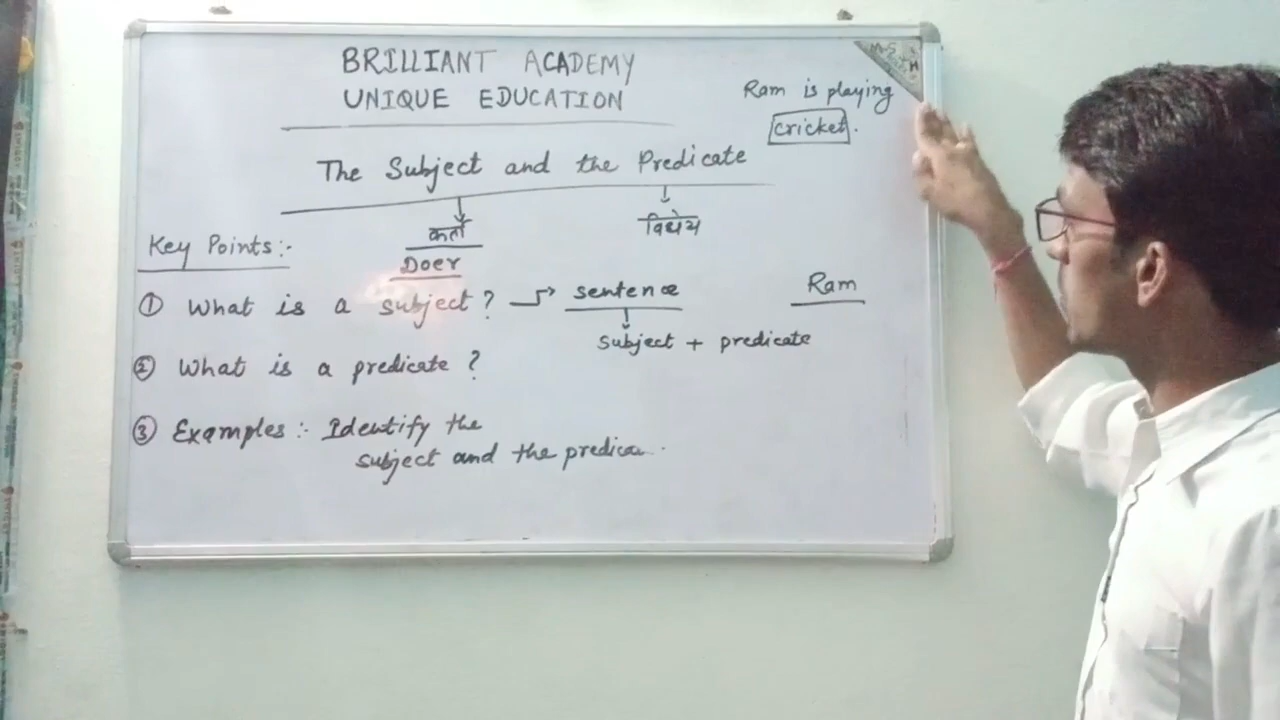 BRILLIANT ACADEMY
UNIQUE EDUCATION
Ram is playing
cricket.
The Subject and the Predicate
कर्ता
विधेय
Doer
Key Points:-
① What is a subject? → sentence
Ram
Subject + predicate
② What is a predicate ?
③ Examples :- Identify the
subject and the